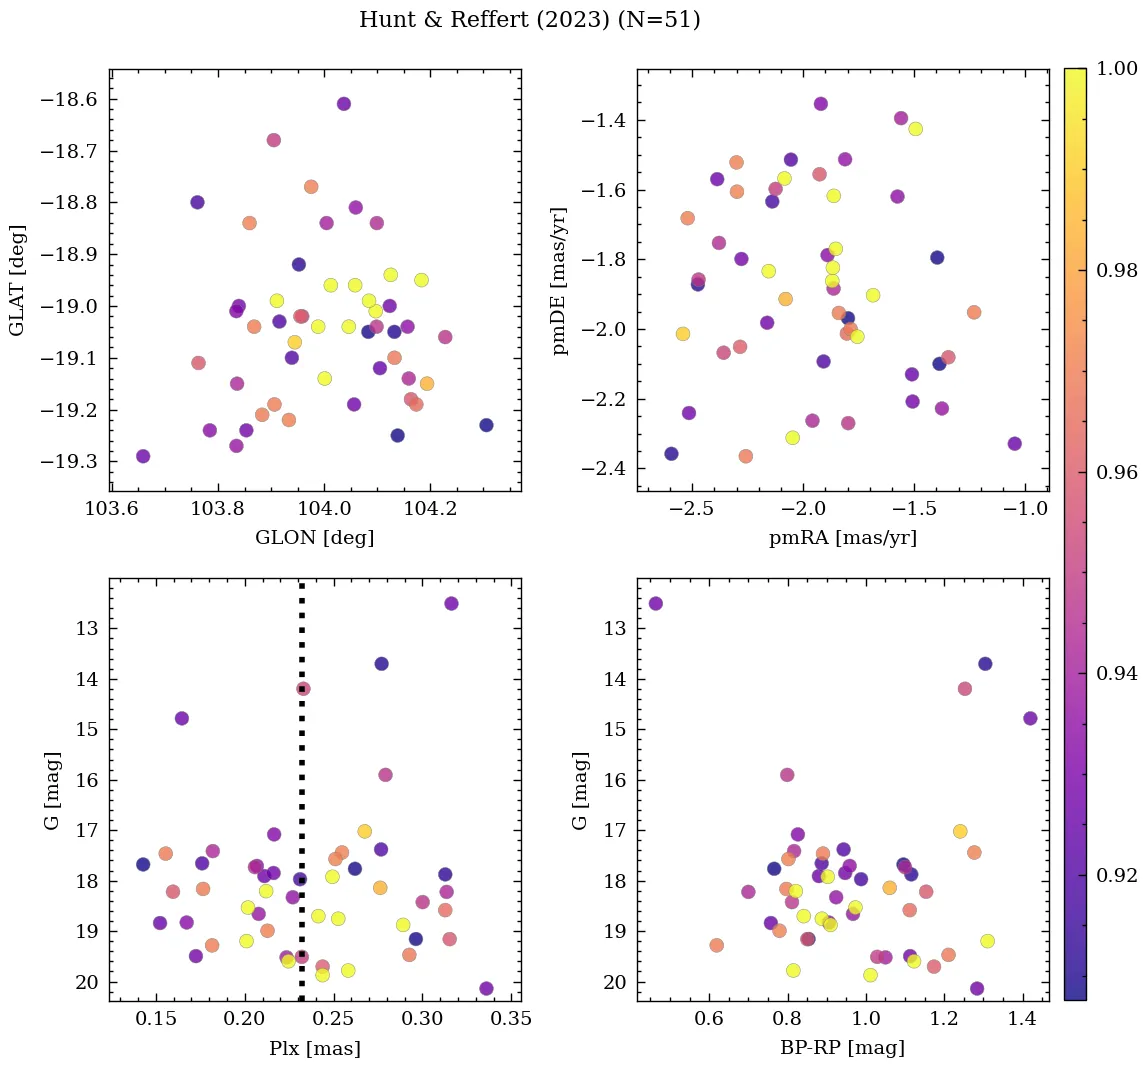 Hunt & Reffert (2023) (N=51)
−18.6
−18.7
−18.8
−18.9
−19.0
−19.1
−19.2
−19.3
GLAT [deg]
103.6 103.8 104.0 104.2
GLON [deg]
−1.4
−1.6
−1.8
−2.0
−2.2
−2.4
pmDE [mas/yr]
−2.5 −2.0 −1.5 −1.0
pmRA [mas/yr]
1.00
0.98
0.96
0.94
0.92
13
14
15
16
17
18
19
20
G [mag]
0.15 0.20 0.25 0.30 0.35
Plx [mas]
13
14
15
16
17
18
19
20
G [mag]
0.6 0.8 1.0 1.2 1.4
BP-RP [mag]